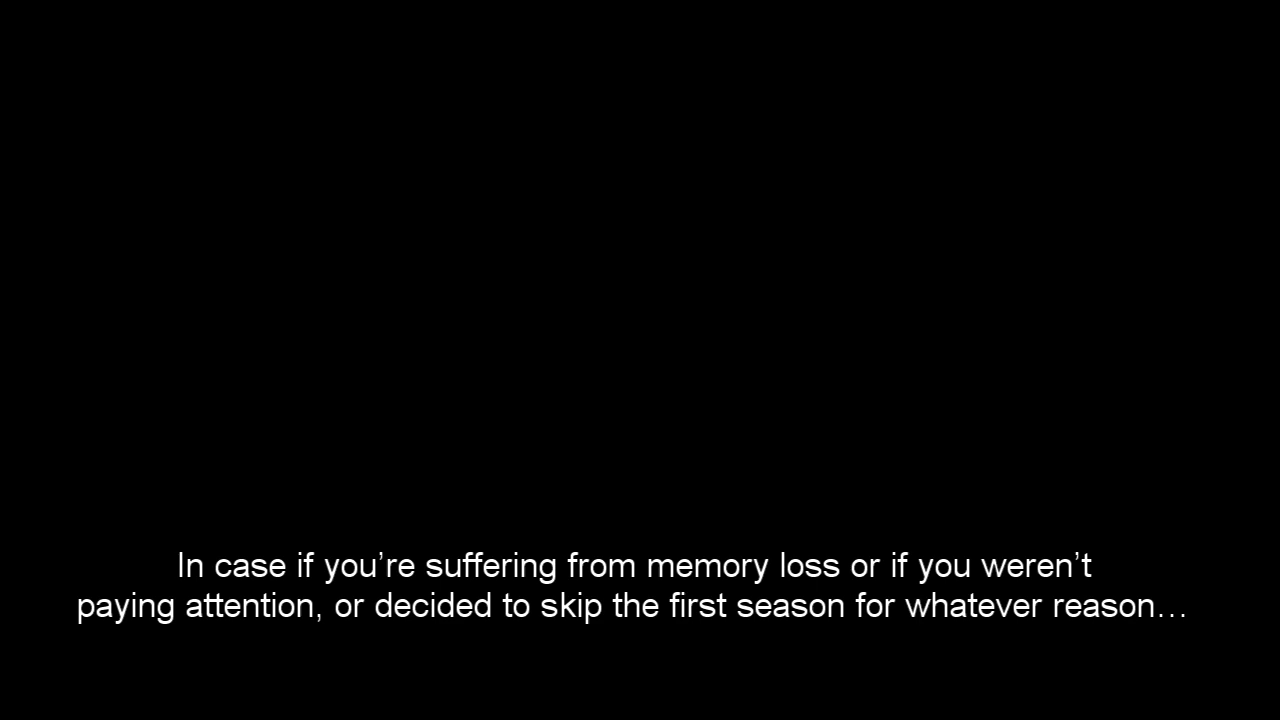 In case if you’re suffering from memory loss or if you weren’t
paying attention, or decided to skip the first season for whatever reason…